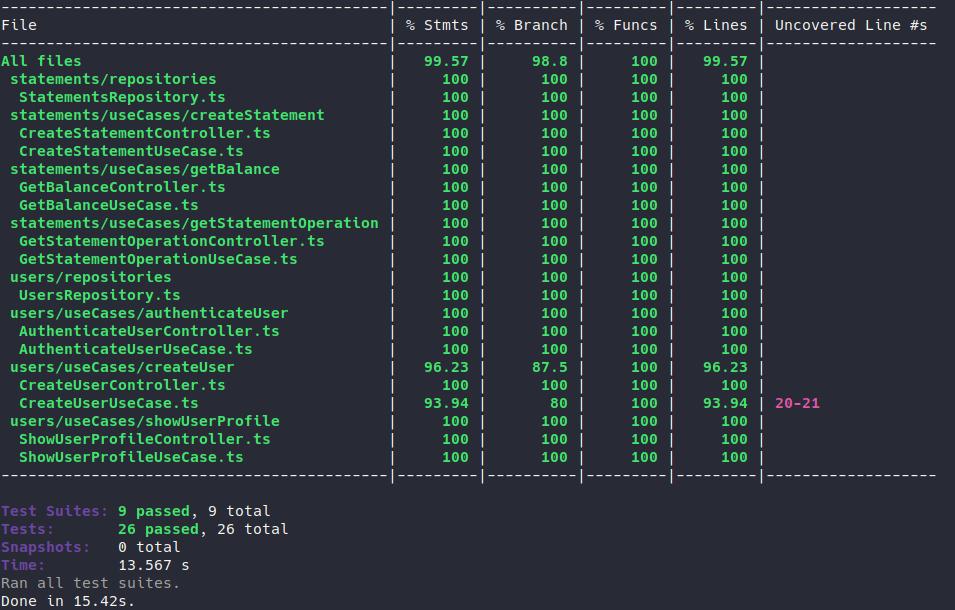 ----------------------------------------|---------|----------|---------|---------|-------------------
File                                       | % Stmts | % Branch | % Funcs | % Lines | Uncovered Line #s
----------------------------------------|---------|----------|---------|---------|-------------------
All files                                  |   99.57 |     98.8 |     100 |   99.57 |
 statements/repositories                   |     100 |      100 |     100 |     100 |
  StatementsRepository.ts                  |     100 |      100 |     100 |     100 |
 statements/useCases/createStatement       |     100 |      100 |     100 |     100 |
  CreateStatementController.ts             |     100 |      100 |     100 |     100 |
  CreateStatementUseCase.ts                |     100 |      100 |     100 |     100 |
 statements/useCases/getBalance            |     100 |      100 |     100 |     100 |
  GetBalanceController.ts                  |     100 |      100 |     100 |     100 |
  GetBalanceUseCase.ts                     |     100 |      100 |     100 |     100 |
 statements/useCases/getStatementOperation |     100 |      100 |     100 |     100 |
  GetStatementOperationController.ts       |     100 |      100 |     100 |     100 |
  GetStatementOperationUseCase.ts          |     100 |      100 |     100 |     100 |
 users/repositories                        |     100 |      100 |     100 |     100 |
  UsersRepository.ts                       |     100 |      100 |     100 |     100 |
 users/useCases/authenticateUser           |     100 |      100 |     100 |     100 |
  AuthenticateUserController.ts            |     100 |      100 |     100 |     100 |
  AuthenticateUserUseCase.ts               |     100 |      100 |     100 |     100 |
 users/useCases/createUser                 |   96.23 |     87.5 |     100 |   96.23 |
  CreateUserController.ts                  |     100 |      100 |     100 |     100 |
  CreateUserUseCase.ts                     |   93.94 |       80 |     100 |   93.94 | 20-21
 users/useCases/showUserProfile            |     100 |      100 |     100 |     100 |
  ShowUserProfileController.ts             |     100 |      100 |     100 |     100 |
  ShowUserProfileUseCase.ts                |     100 |      100 |     100 |     100 |
----------------------------------------|---------|----------|---------|---------|-------------------
Test Suites: 9 passed, 9 total
Tests:       26 passed, 26 total
Snapshots:   0 total
Time:        13.567 s
Ran all test suites.
Done in 15.42s.